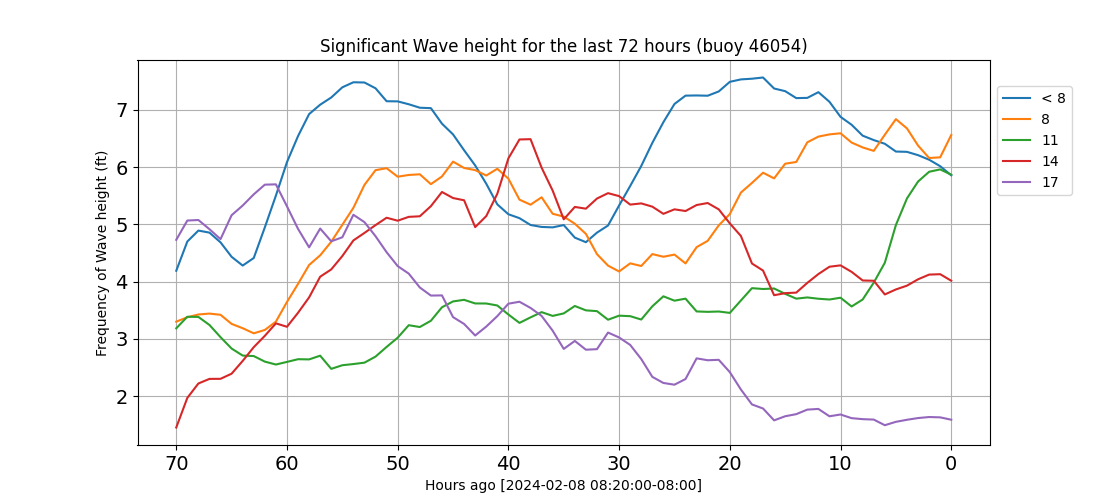 Significant Wave height for the last 72 hours (buoy 46054)
Frequency of Wave height (ft)
7
6
5
4
3
2
70 60 50 40 30 20 10 0
Hours ago [2024-02-08 08:20:00-08:00]
< 8
8
11
14
17